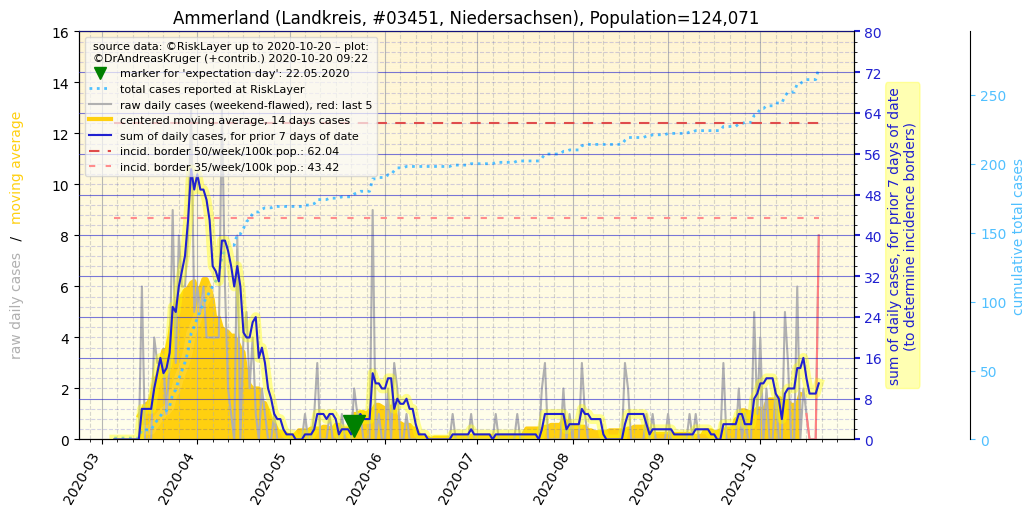 Ammerland (Landkreis, #03451, Niedersachsen), Population=124,071
source data: ©RiskLayer up to 2020-10-20 – plot:
©DrAndreasKruger (+contrib.) 2020-10-20 09:22
marker for 'expectation day': 22.05.2020
total cases reported at RiskLayer
raw daily cases (weekend-flawed), red: last 5
centered moving average, 14 days cases
sum of daily cases, for prior 7 days of date
incid. border 50/week/100k pop.: 62.04
incid. border 35/week/100k pop.: 43.42
raw daily cases / moving average
16
14
12
10
8
6
4
2
0
2020-03
2020-04
2020-05
2020-06
2020-07
2020-08
2020-09
2020-10
80
72
64
56
48
40
32
24
16
8
0
sum of daily cases, for prior 7 days of date
(to determine incidence borders)
250
200
150
100
50
0
cumulative total cases